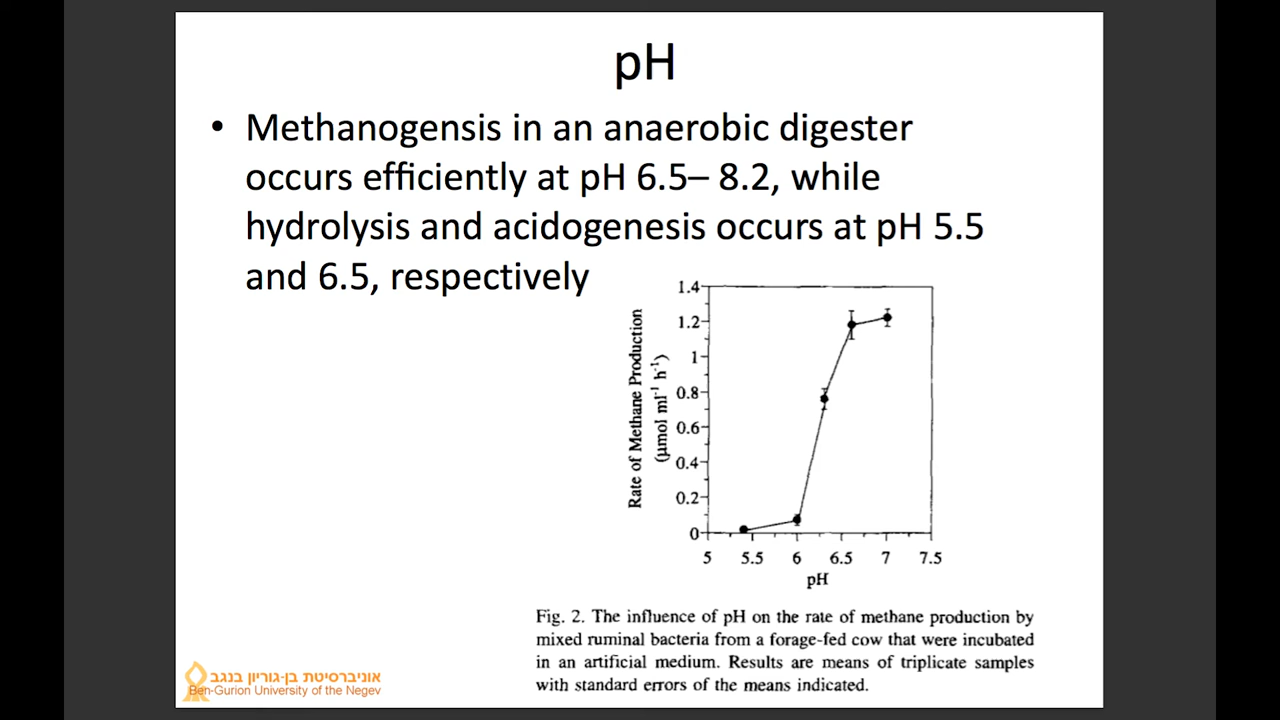 pH
• Methanogensis in an anaerobic digester
occurs efficiently at pH 6.5– 8.2, while
hydrolysis and acidogenesis occurs at pH 5.5
and 6.5, respectively
Rate of Methane Production
(µmol ml⁻¹ h⁻¹)
1.4
1.2
1
0.8
0.6
0.4
0.2
0
5 5.5 6 6.5 7 7.5
pH
Fig. 2. The influence of pH on the rate of methane production by
mixed ruminal bacteria from a forage-fed cow that were incubated
in an artificial medium. Results are means of triplicate samples
with standard errors of the means indicated.
אוניברסיטת בן-גוריון בנגב
Ben-Gurion University of the Negev